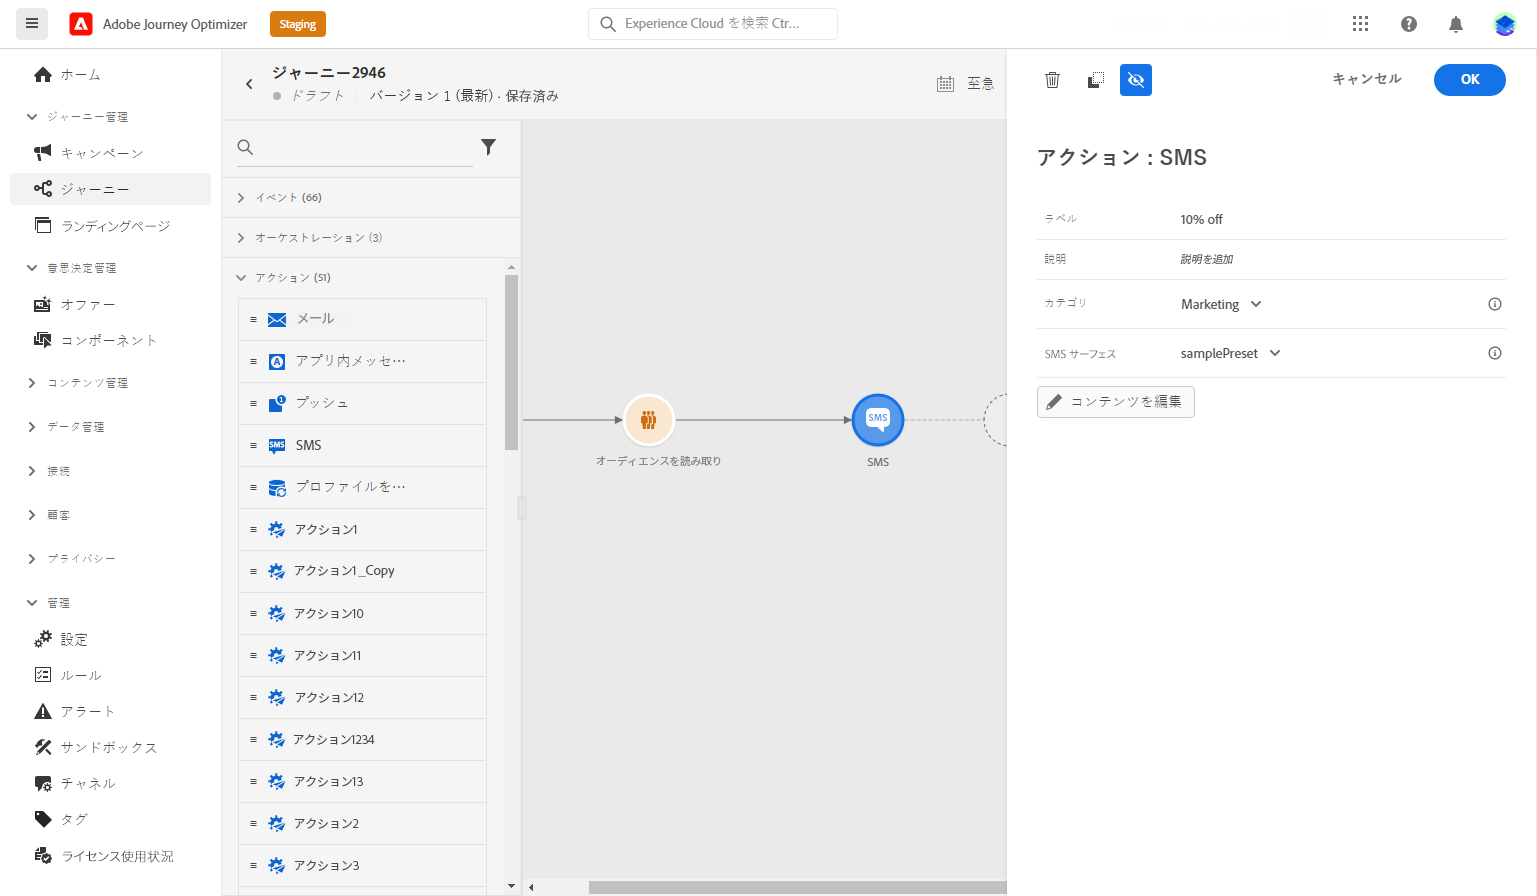 Adobe Journey Optimizer
Staging
Experience Cloud を検索 Ctr...
ホーム
ジャーニー管理
キャンペーン
ジャーニー
ランディングページ
意思決定管理
オファー
コンポーネント
コンテンツ管理
データ管理
接続
顧客
プライバシー
管理
設定
ルール
アラート
サンドボックス
チャネル
タグ
ライセンス使用状況
ジャーニー2946
ドラフト
バージョン 1 (最新) · 保存済み
至急
イベント (66)
オーケストレーション (3)
アクション (51)
メール
アプリ内メッセ…
プッシュ
SMS
SMS
プロファイルを…
アクション1
アクション1_Copy
アクション10
アクション11
アクション12
アクション1234
アクション13
アクション2
アクション3
オーディエンスを読み取り
SMS
SMS
キャンセル
OK
アクション : SMS
ラベル
10% off
説明
説明を追加
カテゴリ
Marketing
SMS サーフェス
samplePreset
コンテンツを編集